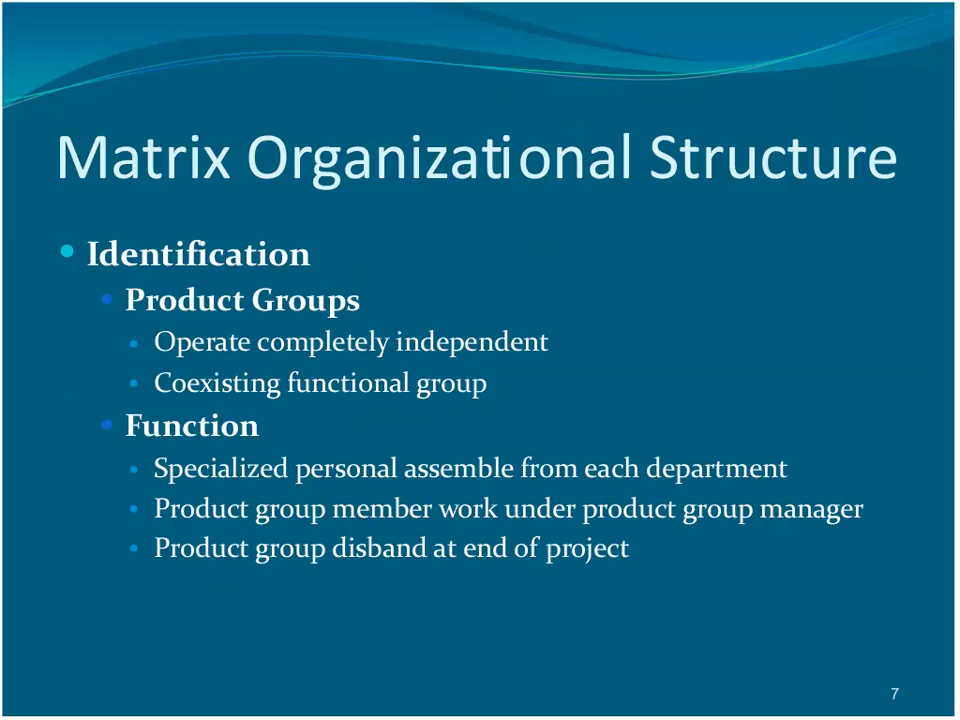 Matrix Organizational Structure
Identification
Product Groups
Operate completely independent
Coexisting functional group
Function
Specialized personal assemble from each department
Product group member work under product group manager
Product group disband at end of project
7